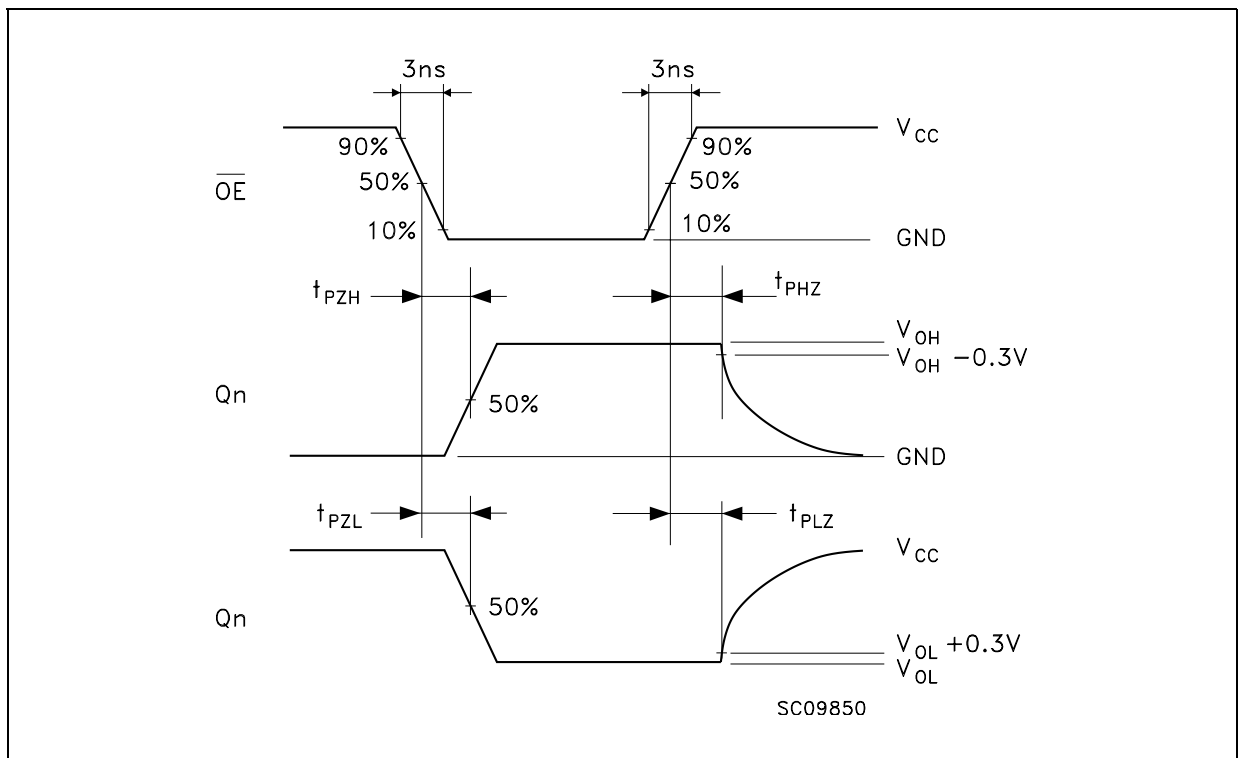 3ns 3ns
V_CC
90% 90%
50% 50%
O̅E̅
10% 10%
GND
t_PZH t_PHZ
V_OH
V_OH −0.3V
Qn 50%
GND
t_PZL t_PLZ
V_CC
50%
Qn
V_OL +0.3V
V_OL
SC09850